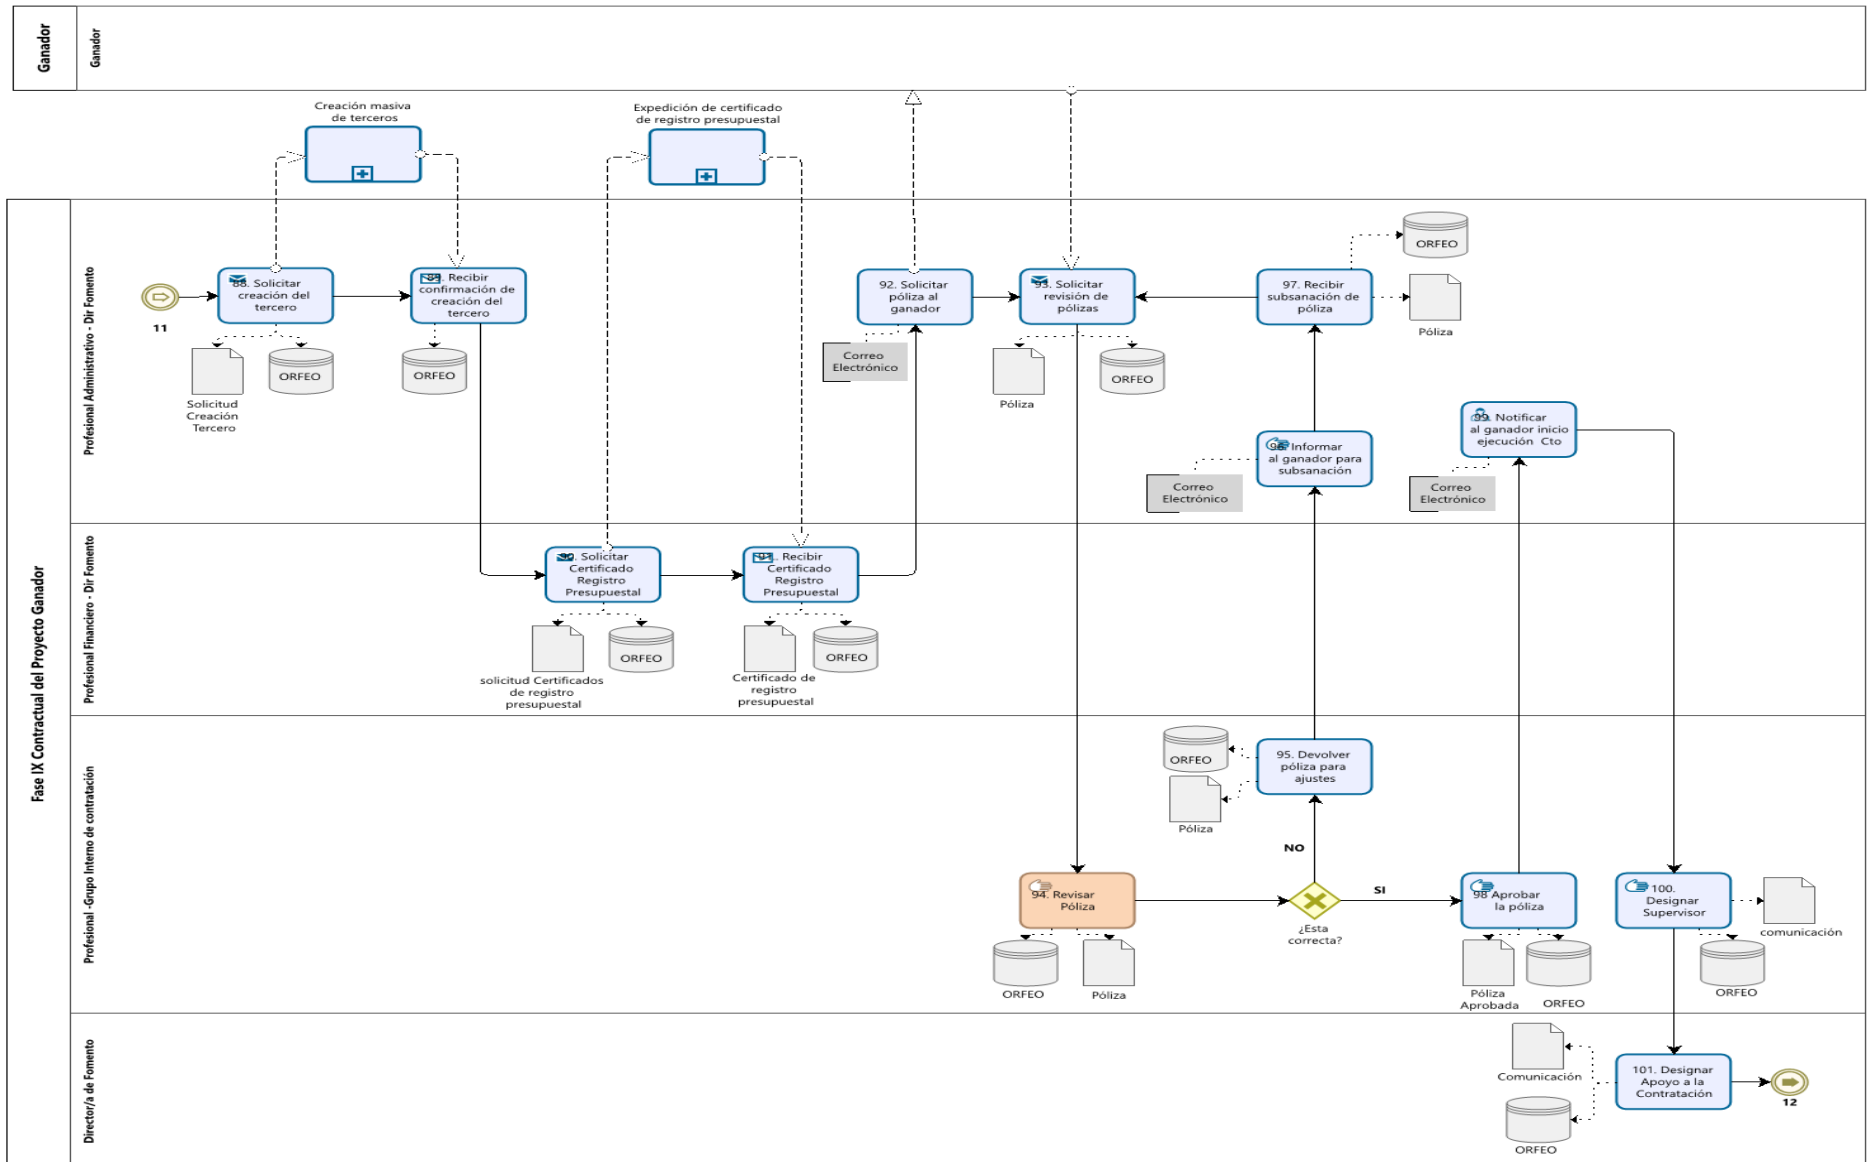 Ganador
Ganador
Creación masiva
de terceros
Expedición de certificado
de registro presupuestal
Fase IX Contractual del Proyecto Ganador
Profesional Administrativo - Dir Fomento
11
88. Solicitar
creación del
tercero
Solicitud
Creación
Tercero
ORFEO
89. Recibir
confirmación de
creación del
tercero
ORFEO
92. Solicitar
póliza al
ganador
Correo
Electrónico
93. Solicitar
revisión de
pólizas
Póliza
ORFEO
97. Recibir
subsanación de
póliza
ORFEO
Póliza
96. Informar
al ganador para
subsanación
Correo
Electrónico
99. Notificar
al ganador inicio
ejecución Cto
Correo
Electrónico
Profesional Financiero - Dir Fomento
90. Solicitar
Certificado
Registro
Presupuestal
solicitud Certificados
de registro
presupuestal
ORFEO
91. Recibir
Certificado
Registro
Presupuestal
Certificado de
registro
presupuestal
ORFEO
Profesional -Grupo Interno de contratación
94. Revisar
Póliza
ORFEO
Póliza
¿Esta
correcta?
NO
SI
95. Devolver
póliza para
ajustes
ORFEO
Póliza
98 Aprobar
la póliza
Póliza
Aprobada
ORFEO
100.
Designar
Supervisor
comunicación
ORFEO
Director/a de Fomento
101. Designar
Apoyo a la
Contratación
Comunicación
ORFEO
12